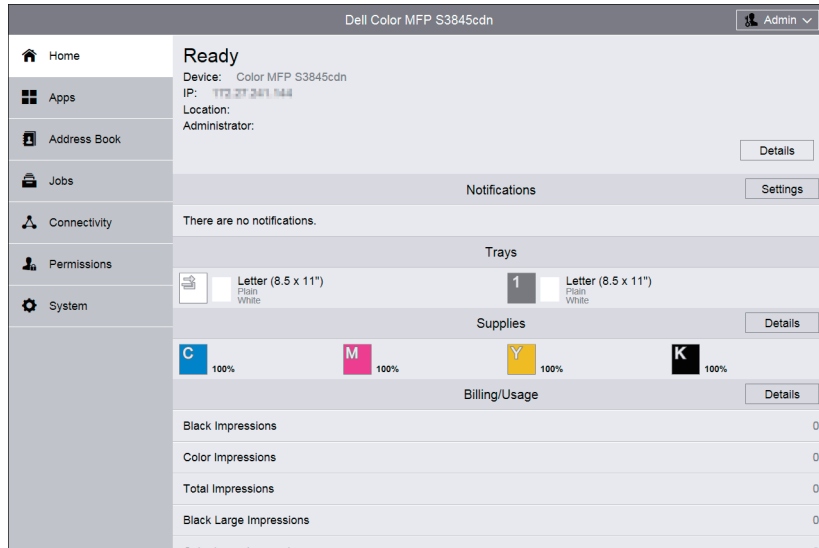 Dell Color MFP S3845cdn
Admin
Home
Apps
Address Book
Jobs
Connectivity
Permissions
System
Ready
Device: Color MFP S3845cdn
IP:
Location:
Administrator:
Details
Notifications
Settings
There are no notifications.
Trays
Letter (8.5 x 11")
Plain
White
1
Letter (8.5 x 11")
Plain
White
Supplies
Details
C 100%
M 100%
Y 100%
K 100%
Billing/Usage
Details
Black Impressions 0
Color Impressions 0
Total Impressions 0
Black Large Impressions 0